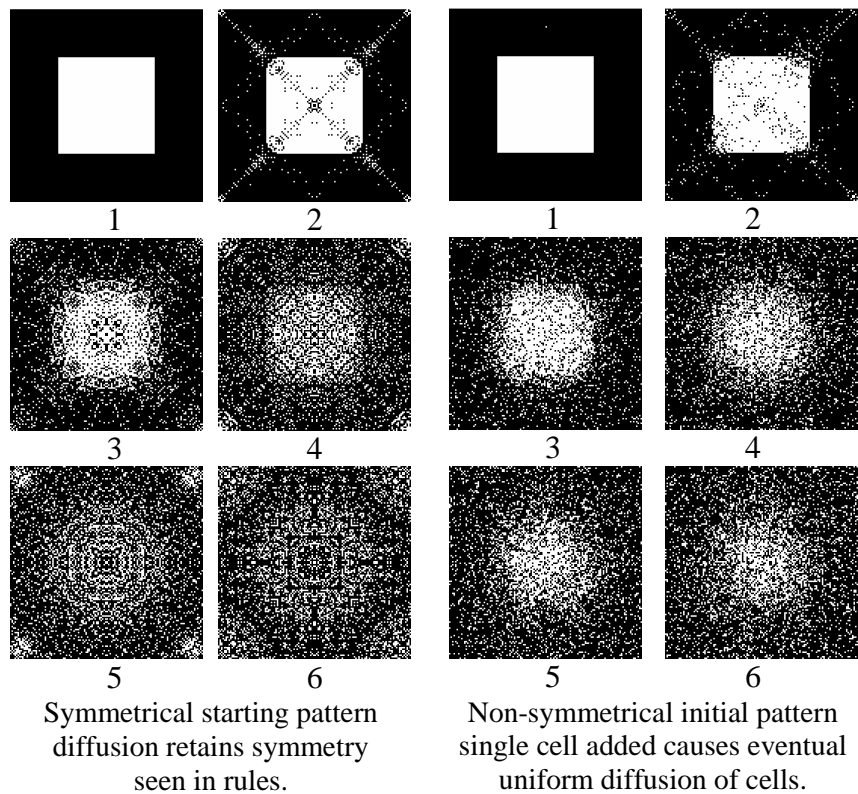 1 2 1 2
3 4 3 4
5 6 5 6
Symmetrical starting pattern
diffusion retains symmetry
seen in rules.
Non-symmetrical initial pattern
single cell added causes eventual
uniform diffusion of cells.